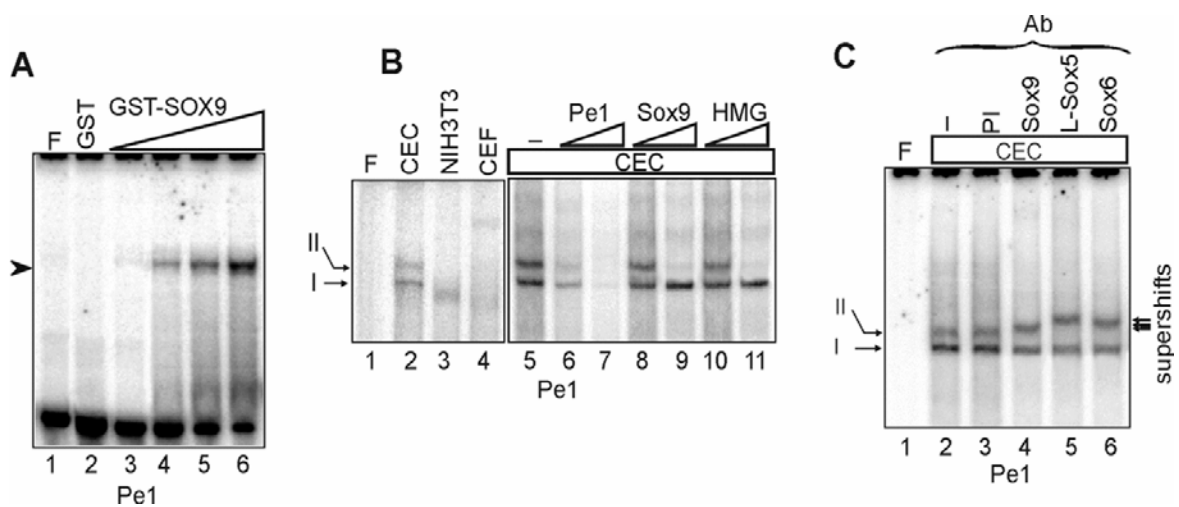 A
F GST GST-SOX9
1 2 3 4 5 6
Pe1
B
Pe1 Sox9 HMG
F CEC NIH3T3 CEF –
CEC
II
I
1 2 3 4 5 6 7 8 9 10 11
Pe1
C
Ab
F – PI Sox9 L-Sox5 Sox6
CEC
II
I
supershifts
1 2 3 4 5 6
Pe1